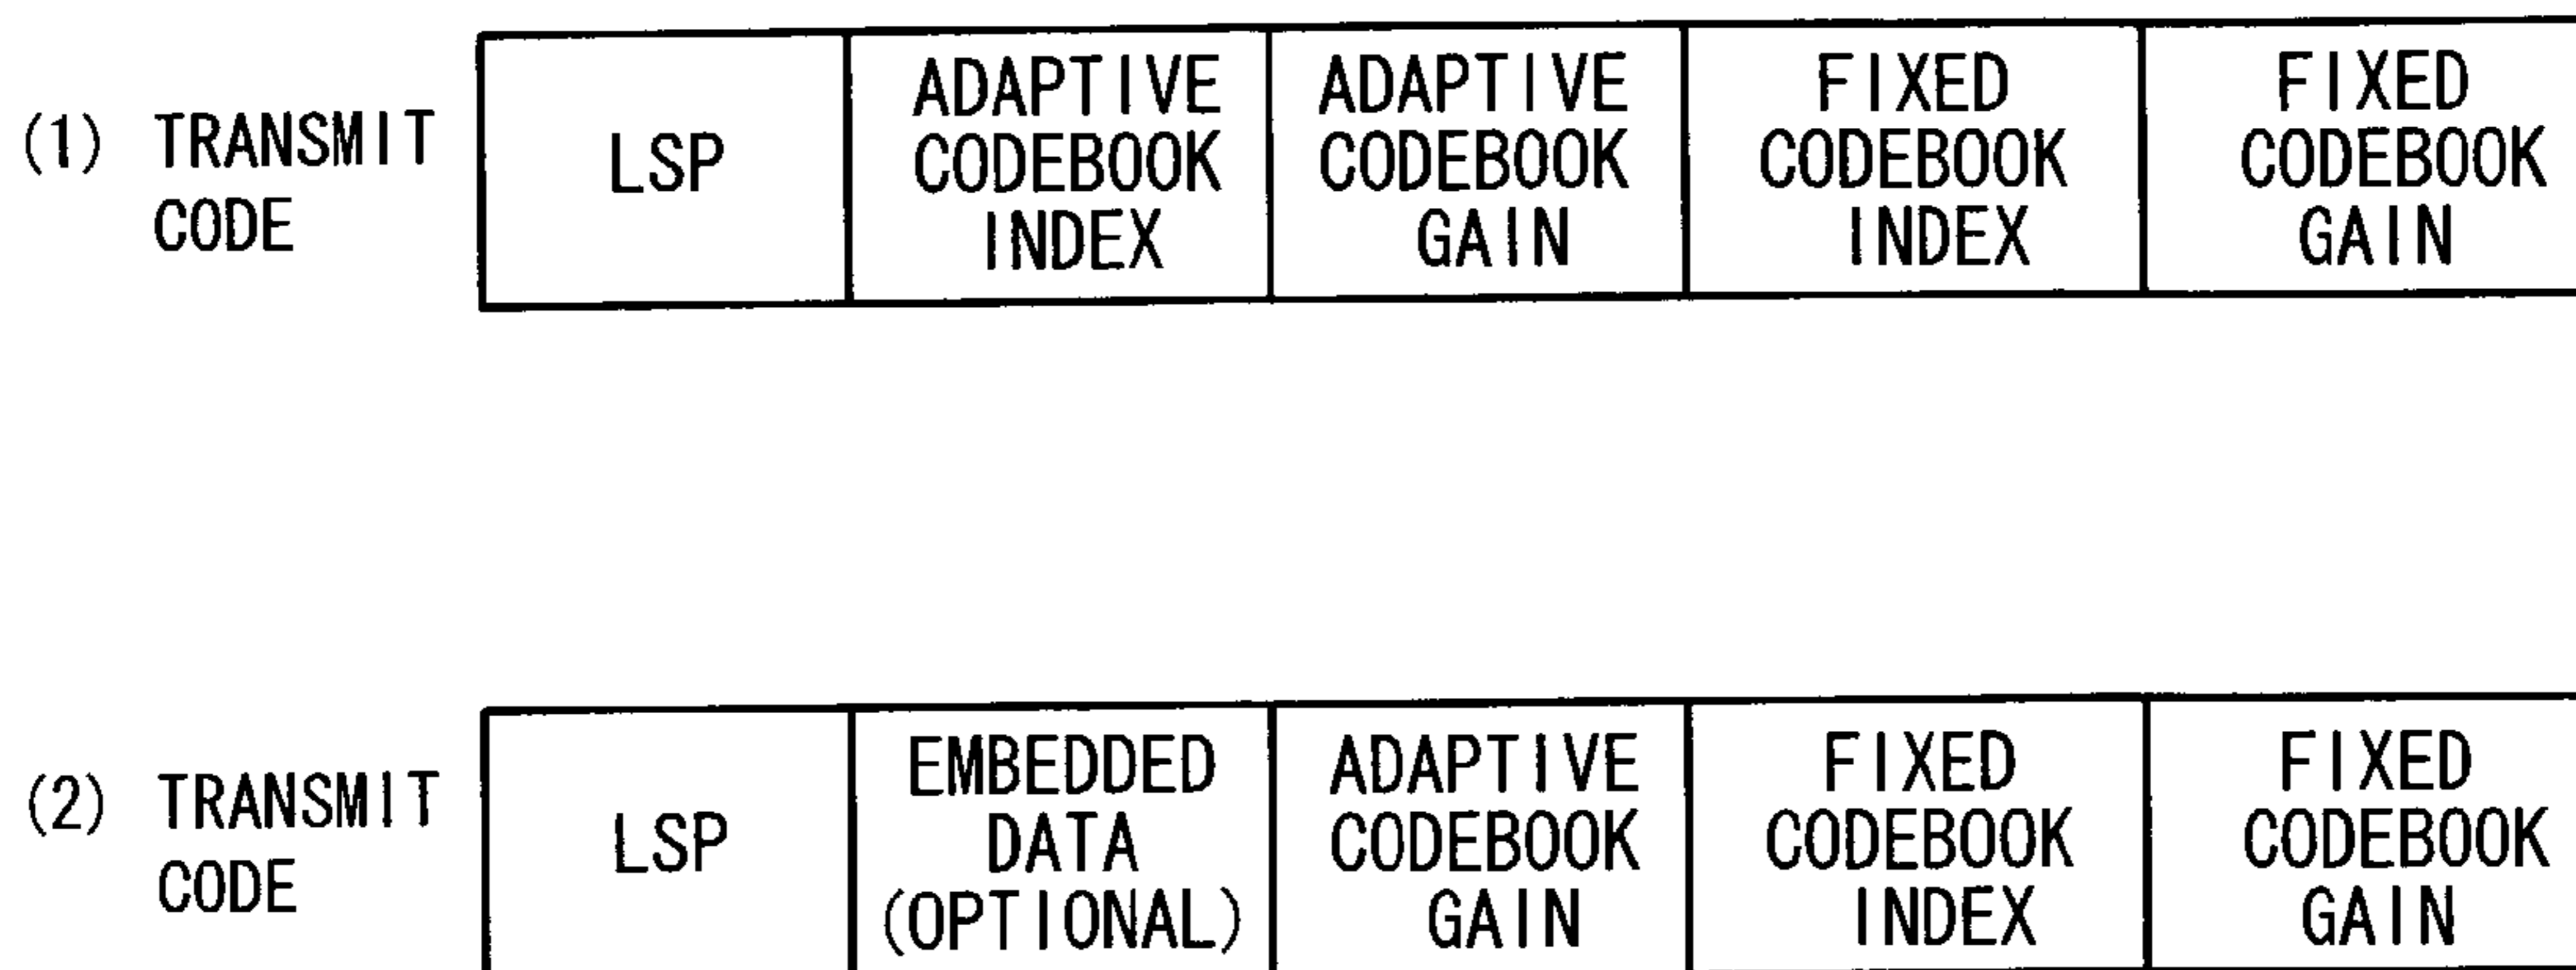 (1) TRANSMIT
CODE
LSP
ADAPTIVE
CODEBOOK
INDEX
ADAPTIVE
CODEBOOK
GAIN
FIXED
CODEBOOK
INDEX
FIXED
CODEBOOK
GAIN
(2) TRANSMIT
CODE
LSP
EMBEDDED
DATA
(OPTIONAL)
ADAPTIVE
CODEBOOK
GAIN
FIXED
CODEBOOK
INDEX
FIXED
CODEBOOK
GAIN